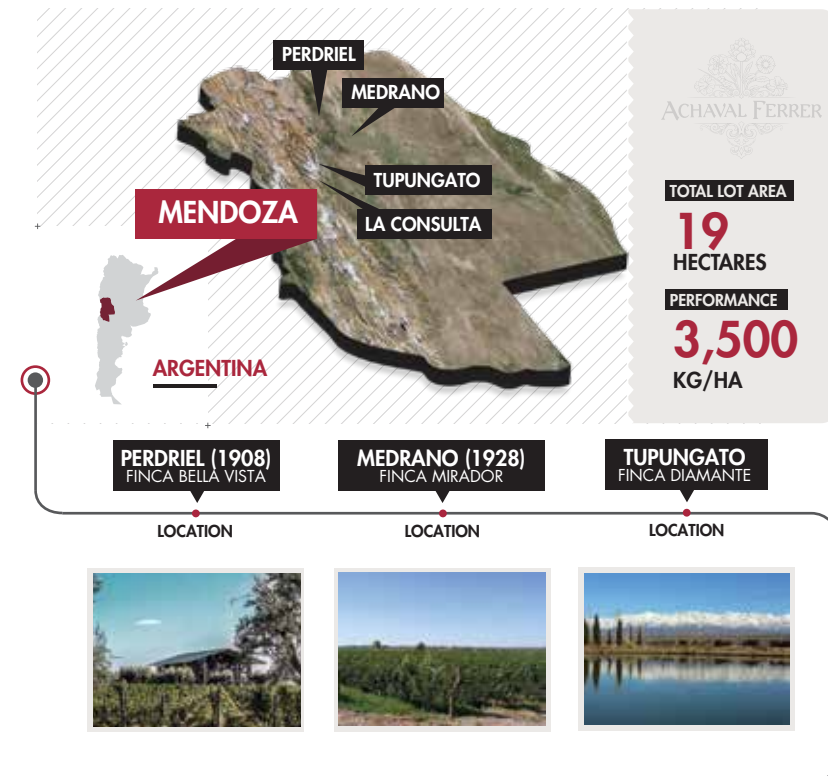 PERDRIEL
MEDRANO
ACHAVAL FERRER
TUPUNGATO
TOTAL LOT AREA
MENDOZA
LA CONSULTA
19
HECTARES
PERFORMANCE
3,500
KG/HA
ARGENTINA
PERDRIEL (1908)
FINCA BELLA VISTA
LOCATION
MEDRANO (1928)
FINCA MIRADOR
LOCATION
TUPUNGATO
FINCA DIAMANTE
LOCATION